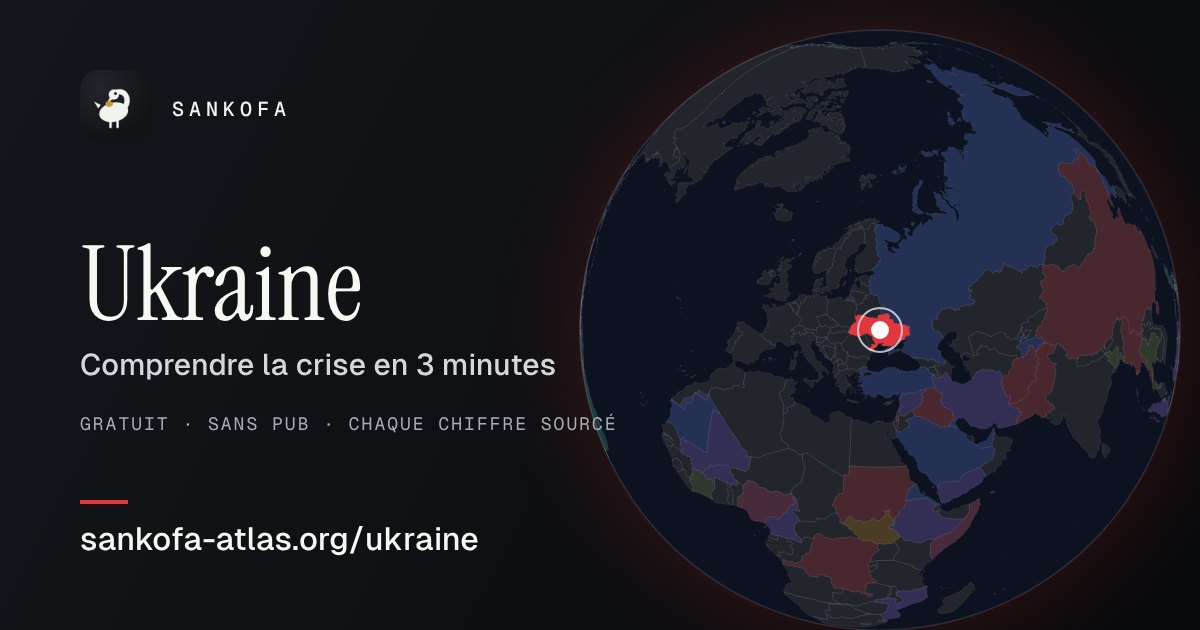 SANKOFA
Ukraine
Comprendre la crise en 3 minutes
GRATUIT · SANS PUB · CHAQUE CHIFFRE SOURCÉ
sankofa-atlas.org/ukraine